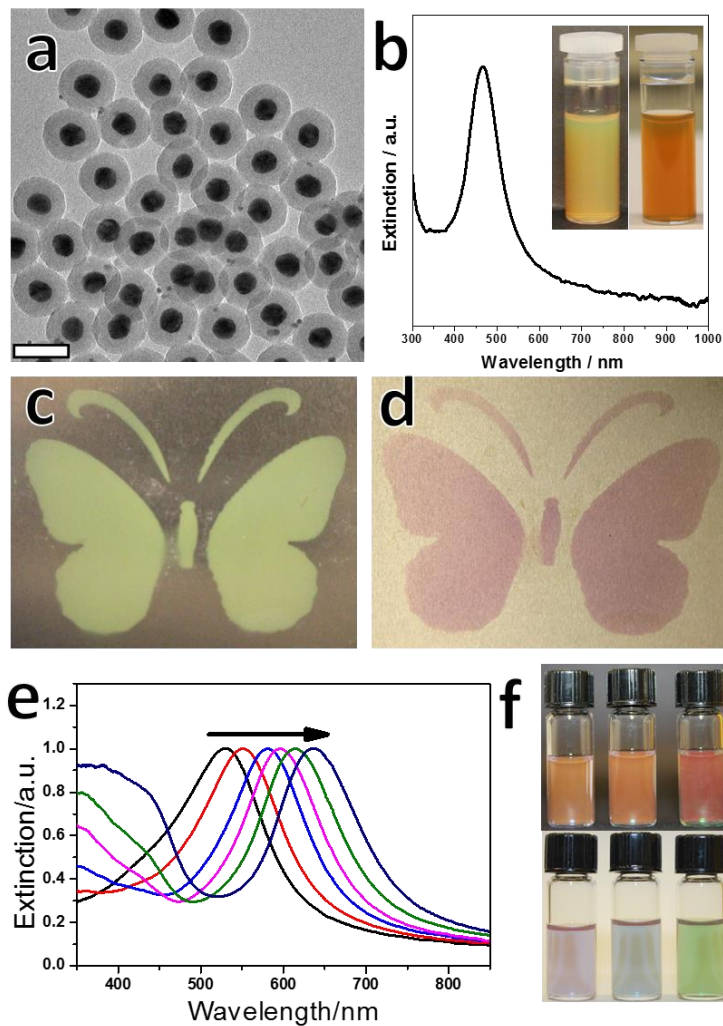 a
b
Extinction / a.u.
300 400 500 600 700 800 900 1000
Wavelength / nm
c
d
e
f
1.2
1.0
0.8
0.6
0.4
0.2
0.0
Extinction/a.u.
400 500 600 700 800
Wavelength/nm